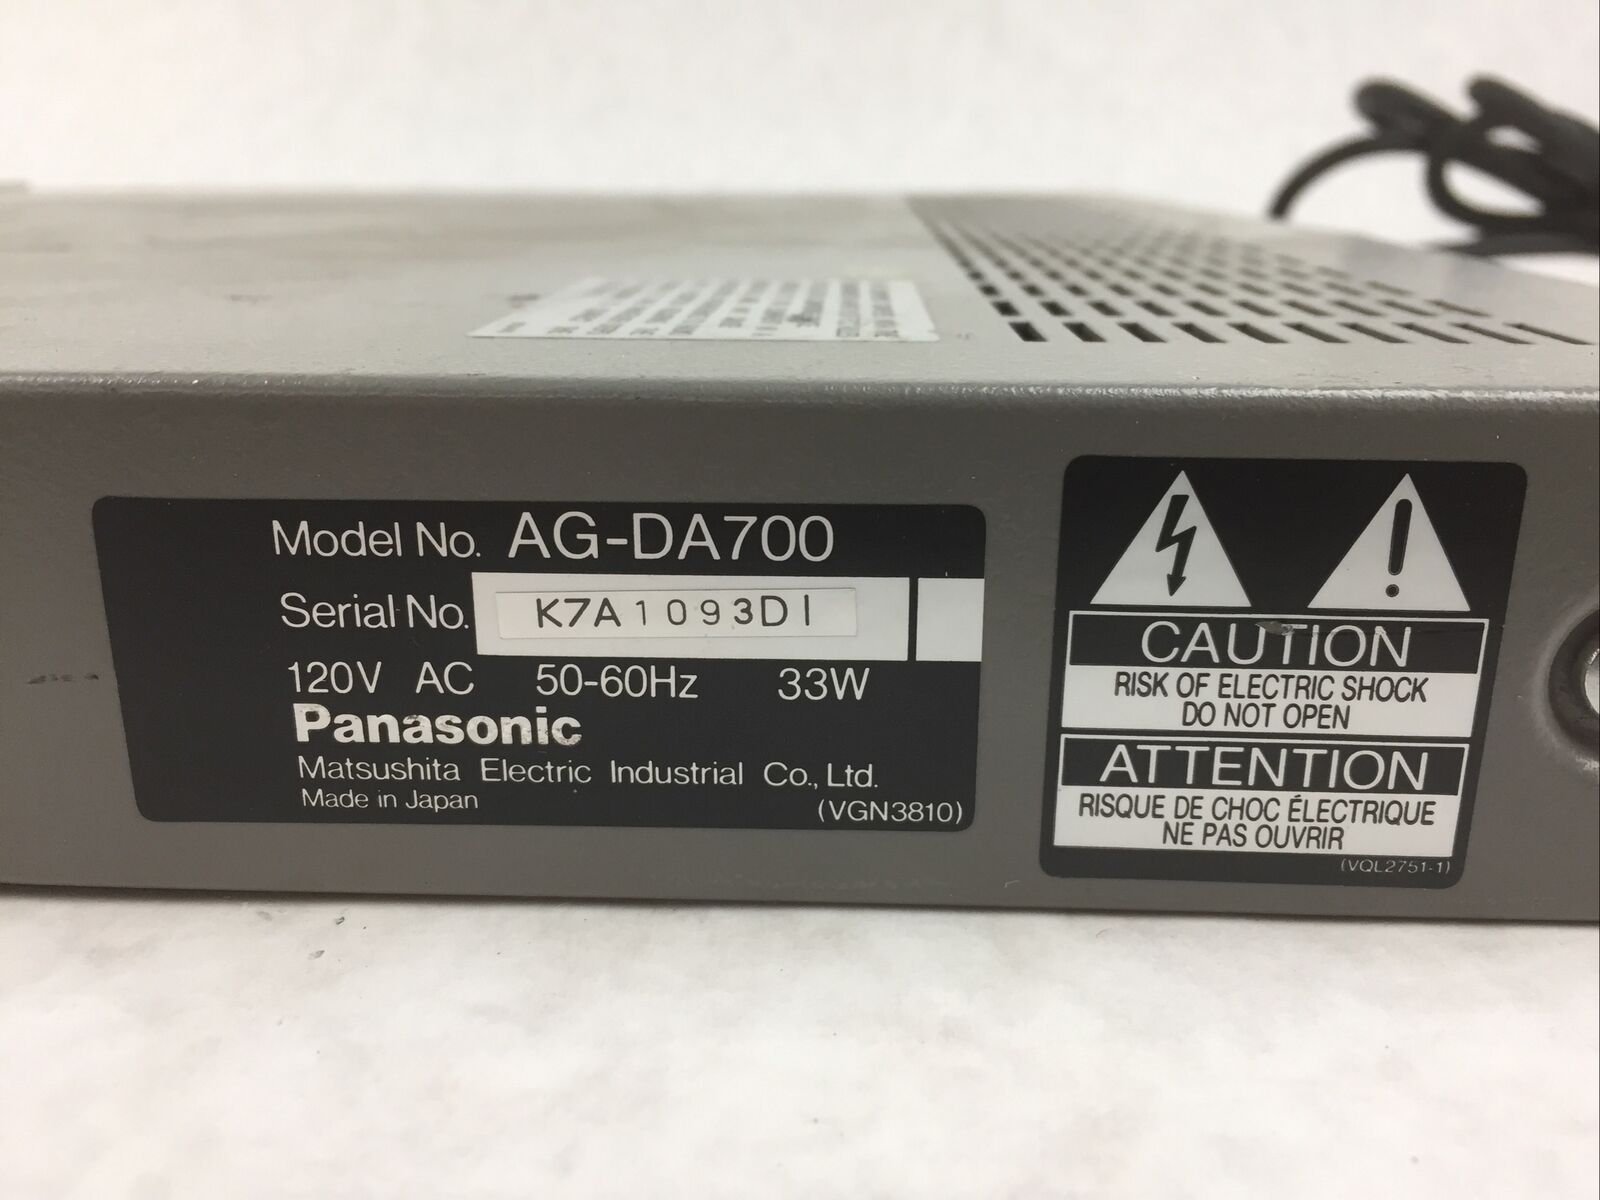 Model No. AG-DA700
Serial No. K7A1093DI
120V AC 50-60Hz 33W
Panasonic
Matsushita Electric Industrial Co., Ltd.
Made in Japan
(VGN3810)
CAUTION
RISK OF ELECTRIC SHOCK
DO NOT OPEN
ATTENTION
RISQUE DE CHOC ÉLECTRIQUE
NE PAS OUVRIR
(VQL2751-1)